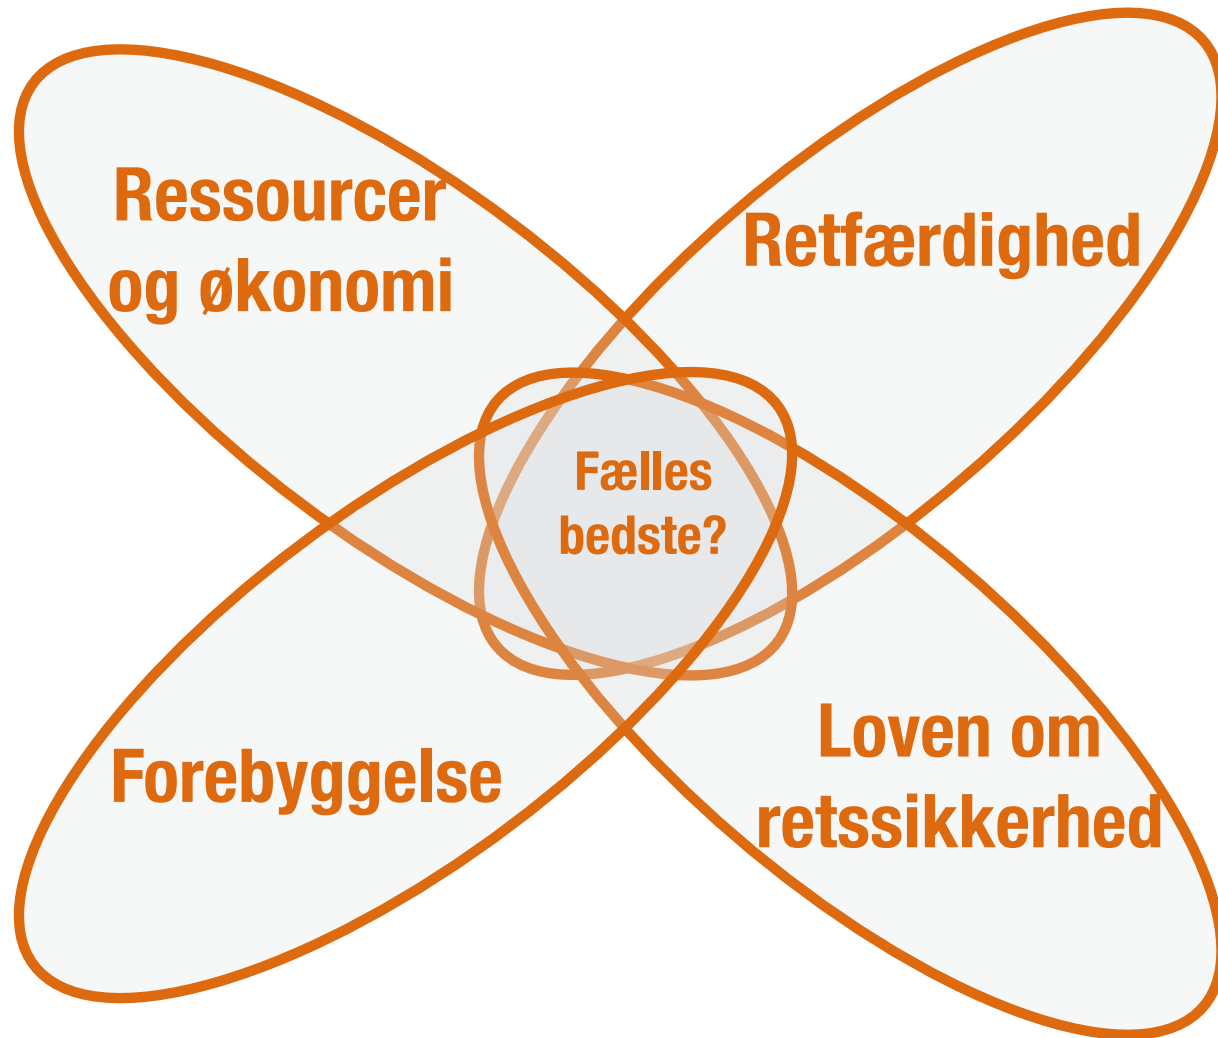 Ressourcer
og økonomi
Retfærdighed
Fælles
bedste?
Forebyggelse
Loven om
retssikkerhed